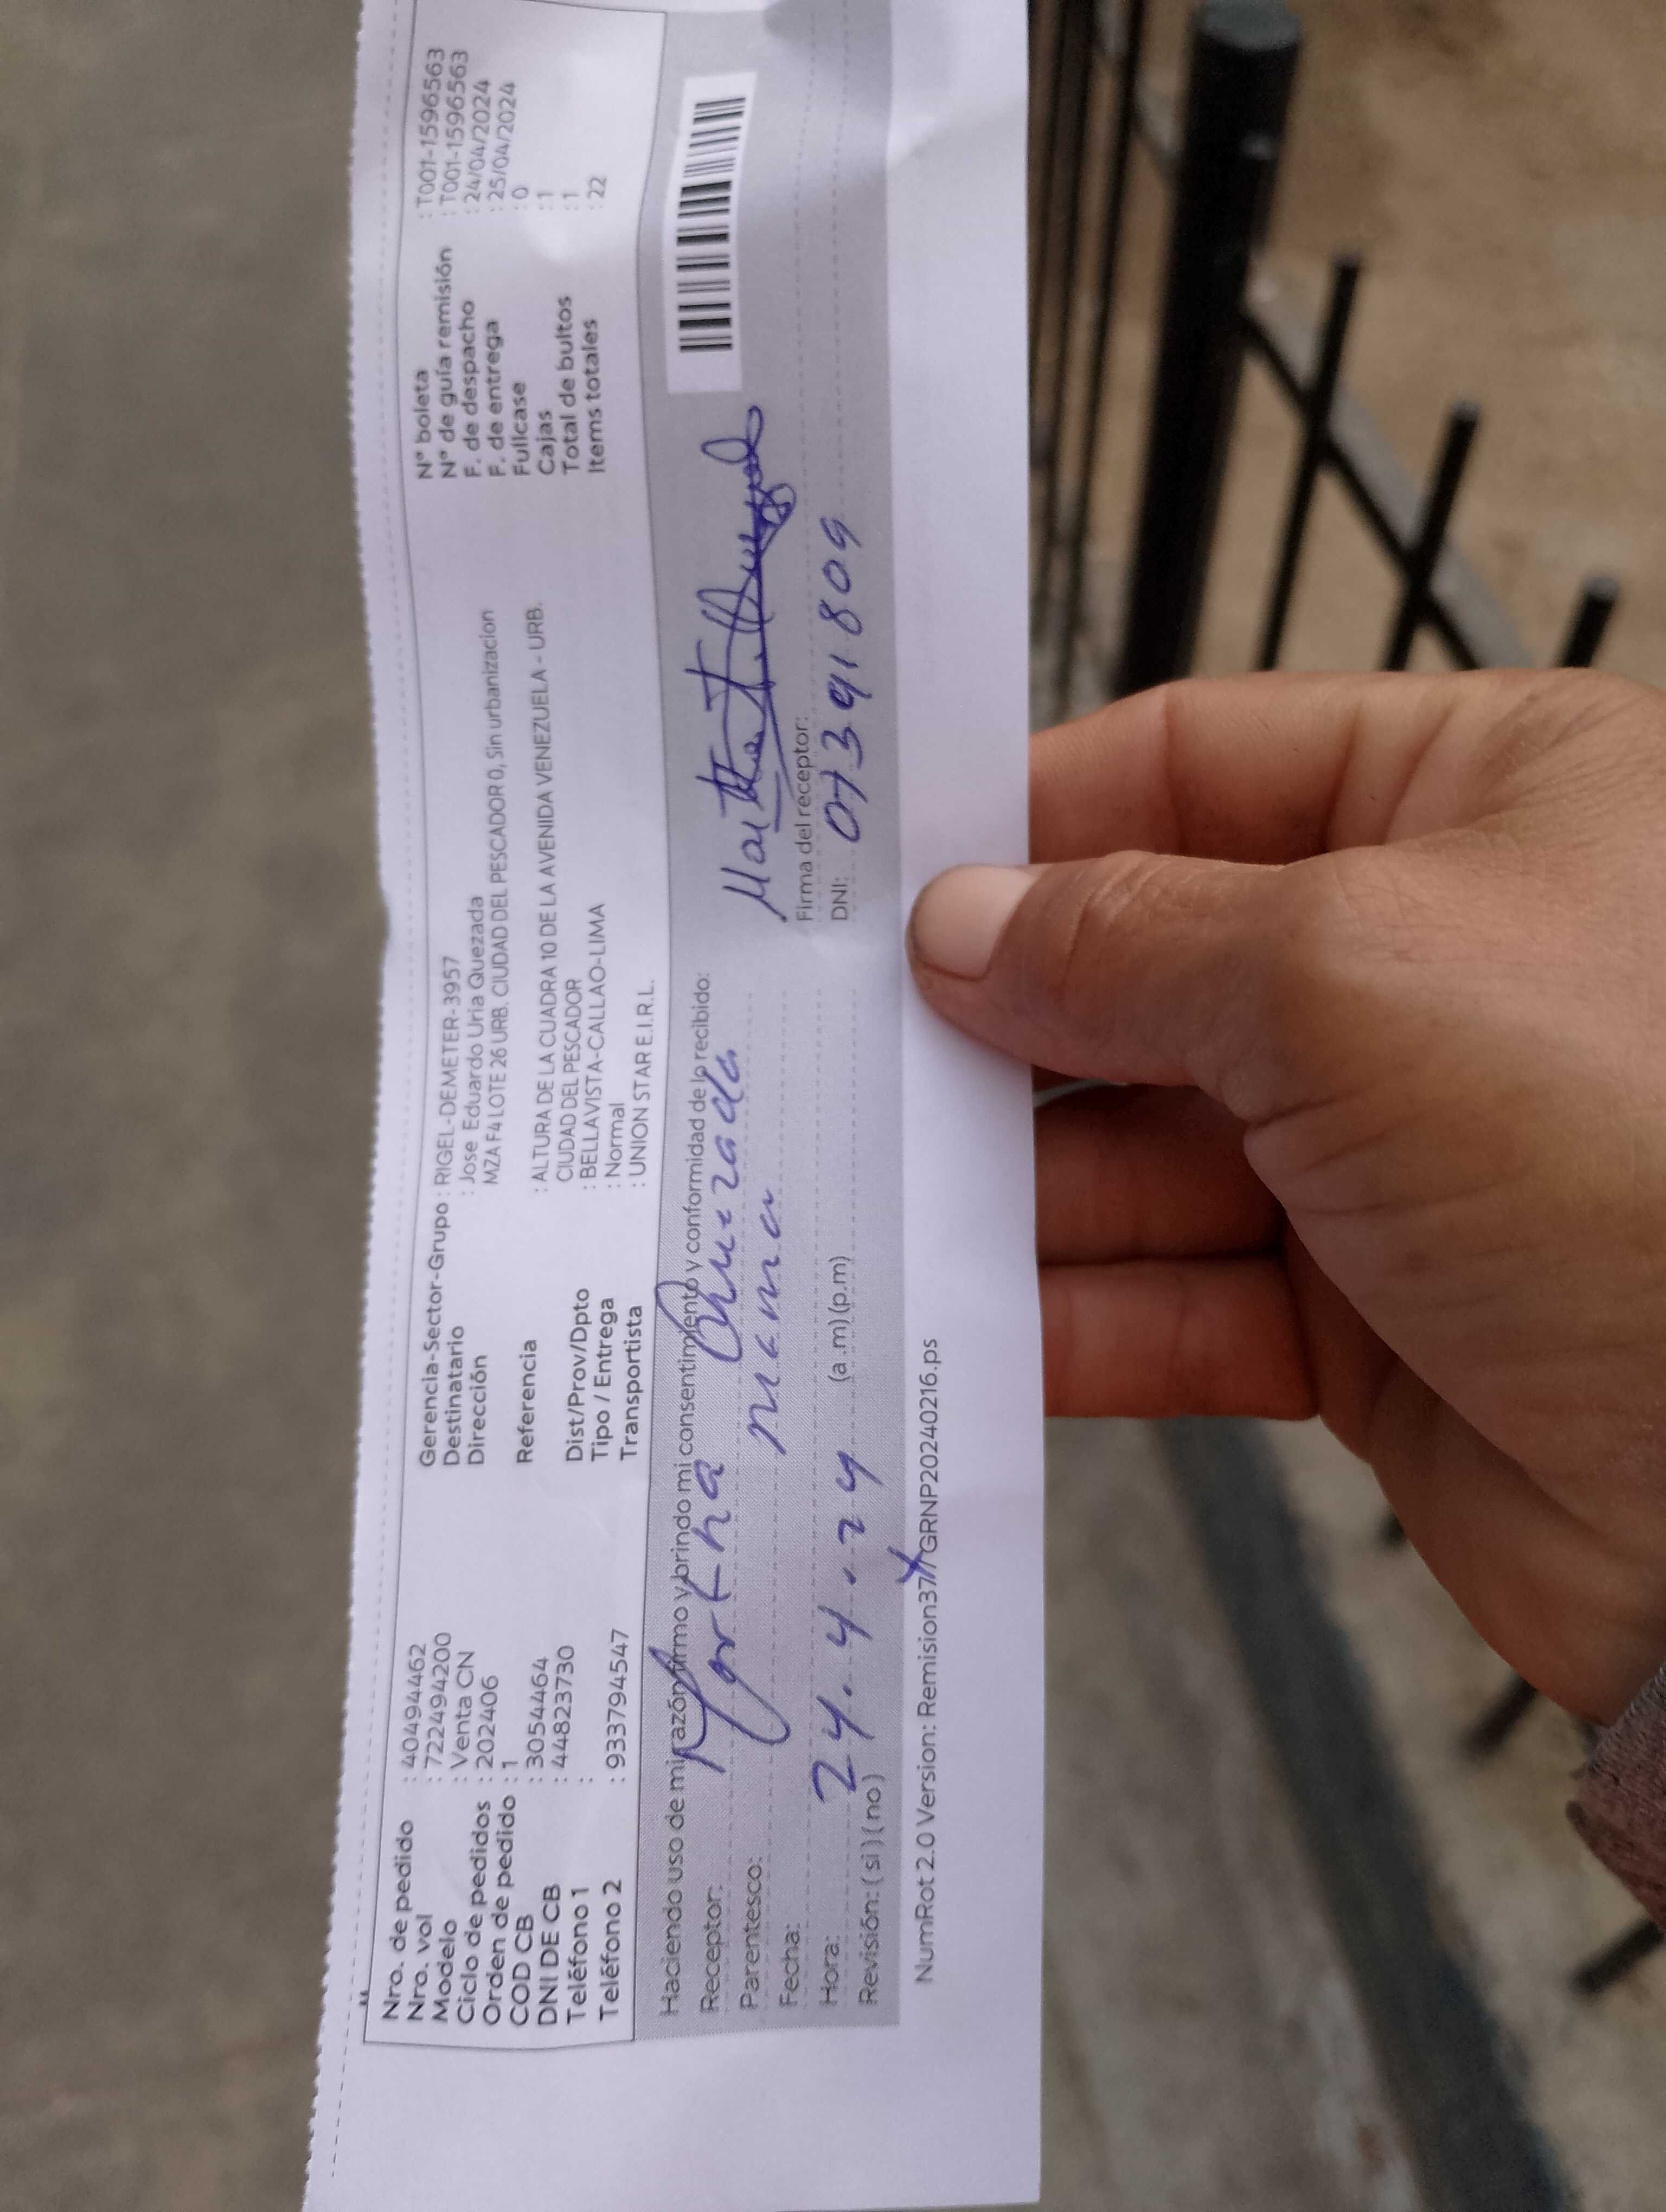 Nro. de pedido : 404944462
Nro. vol : 722494200
Modelo : Venta CN
Ciclo de pedidos : 202406
Orden de pedido : 1
COD CB : 3054464
DNI DE CB : 44823730
Teléfono 1 :
Teléfono 2 : 933794547
Gerencia-Sector-Grupo : RIGEL-DEMETER-3957
Destinatario : Jose Eduardo Uria Quezada
Dirección MZA F4 LOTE 26 URB. CIUDAD DEL PESCADOR 0, Sin urbanizacion
Referencia : ALTURA DE LA CUADRA 10 DE LA AVENIDA VENEZUELA - URB.
CIUDAD DEL PESCADOR
Dist/Prov/Dpto : BELLAVISTA-CALLAO-LIMA
Tipo / Entrega : Normal
Transportista : UNION STAR E.I.R.L.
N° boleta : T001-1596563
N° de guía remisión : T001-1596563
F. de despacho : 24/04/2024
F. de entrega : 25/04/2024
Fullcase : 0
Cajas : 1
Total de bultos : 1
Items totales : 22
Haciendo uso de mi razón firmo y brindo mi consentimiento y conformidad de lo recibido:
Receptor: Martha Quezada
Parentesco: mama
Fecha:
Hora: 24.4.24 (a .m) (p.m)
Revisión: ( si ) ( no )
Firma del receptor:
DNI: 07391809
NumRot 2.0 Version: Remision37//GRNP20240216.ps